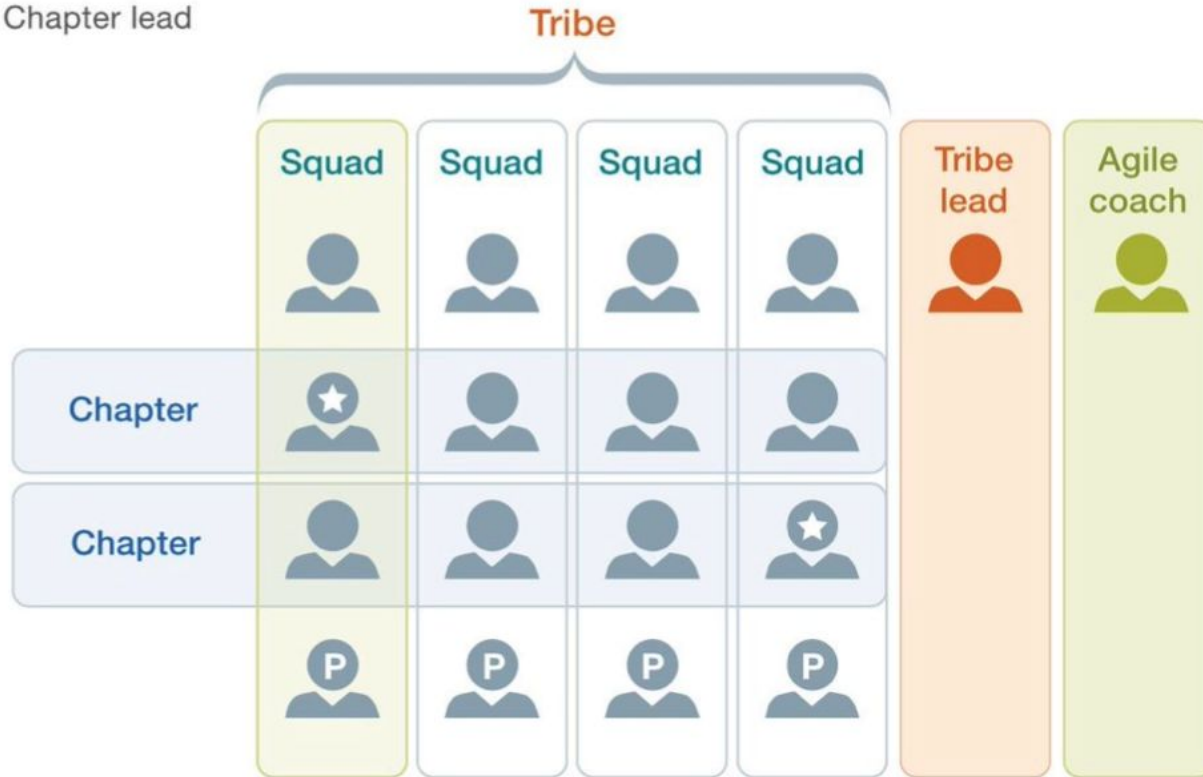 Chapter lead
Tribe
Squad Squad Squad Squad
Tribe
lead
Agile
coach
Chapter
Chapter
P P P P